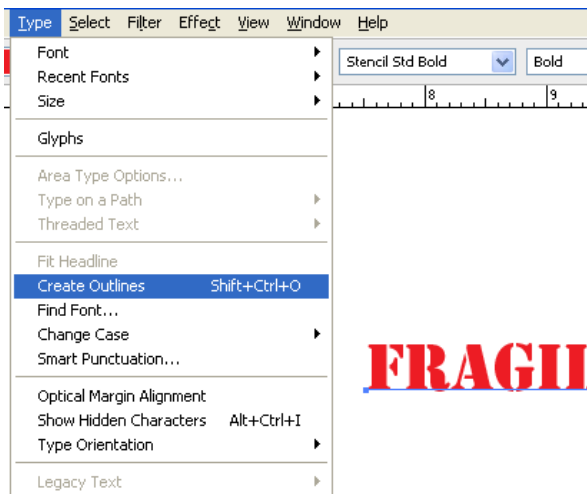 Type Select Filter Effect View Window Help
Font
Stencil Std Bold Bold
Recent Fonts
Size
8 9
Glyphs
Area Type Options...
Type on a Path
Threaded Text
Fit Headline
Create Outlines Shift+Ctrl+O
Find Font...
Change Case
Smart Punctuation...
FRAGI
Optical Margin Alignment
Show Hidden Characters Alt+Ctrl+I
Type Orientation
Legacy Text